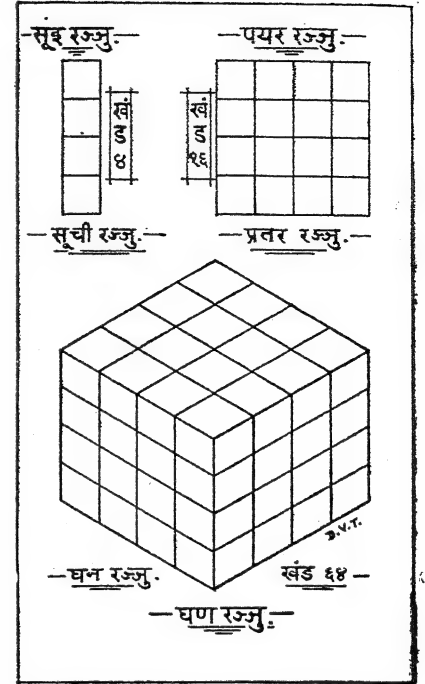 सूइ रज्जु.
पयर रज्जु.
खंड ४
खंड १६
सूची रज्जु.
प्रतर रज्जु.
D.V.T.
घन रज्जु.
खंड ६४
घण रज्जु.